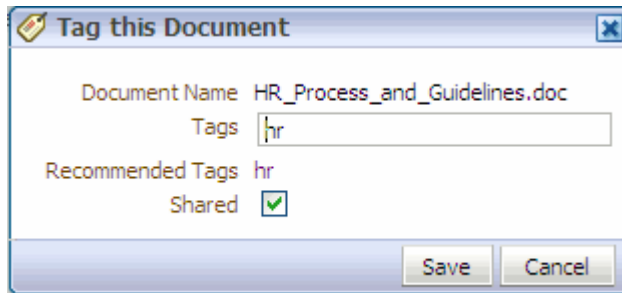 Tag this Document
Document Name HR_Process_and_Guidelines.doc
Tags hr
Recommended Tags hr
Shared
Save Cancel